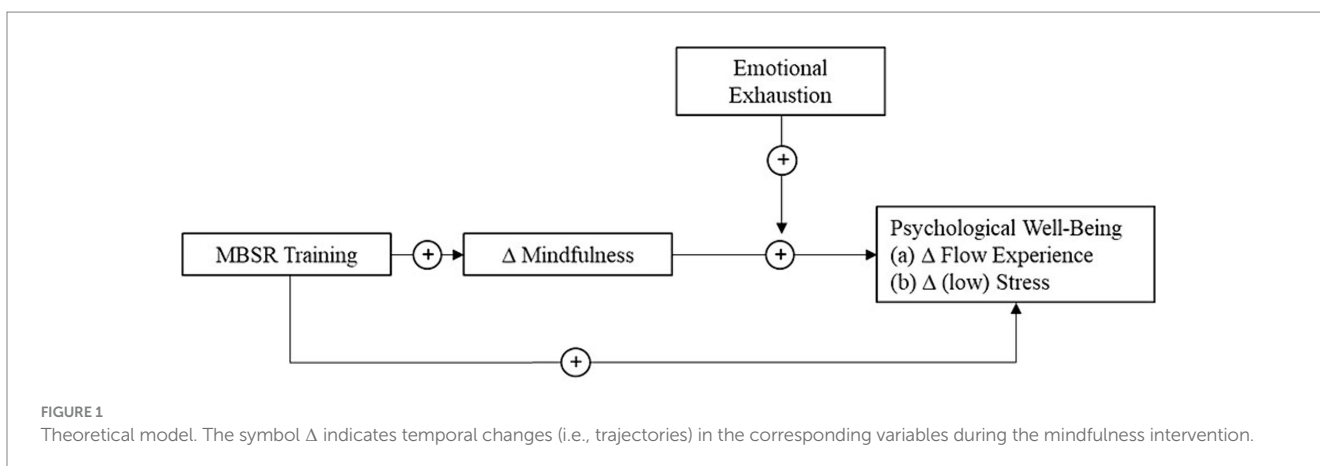 Emotional
Exhaustion
+
MBSR Training
+
Δ Mindfulness
+
Psychological Well-Being
(a) Δ Flow Experience
(b) Δ (low) Stress
+
FIGURE 1
Theoretical model. The symbol Δ indicates temporal changes (i.e., trajectories) in the corresponding variables during the mindfulness intervention.